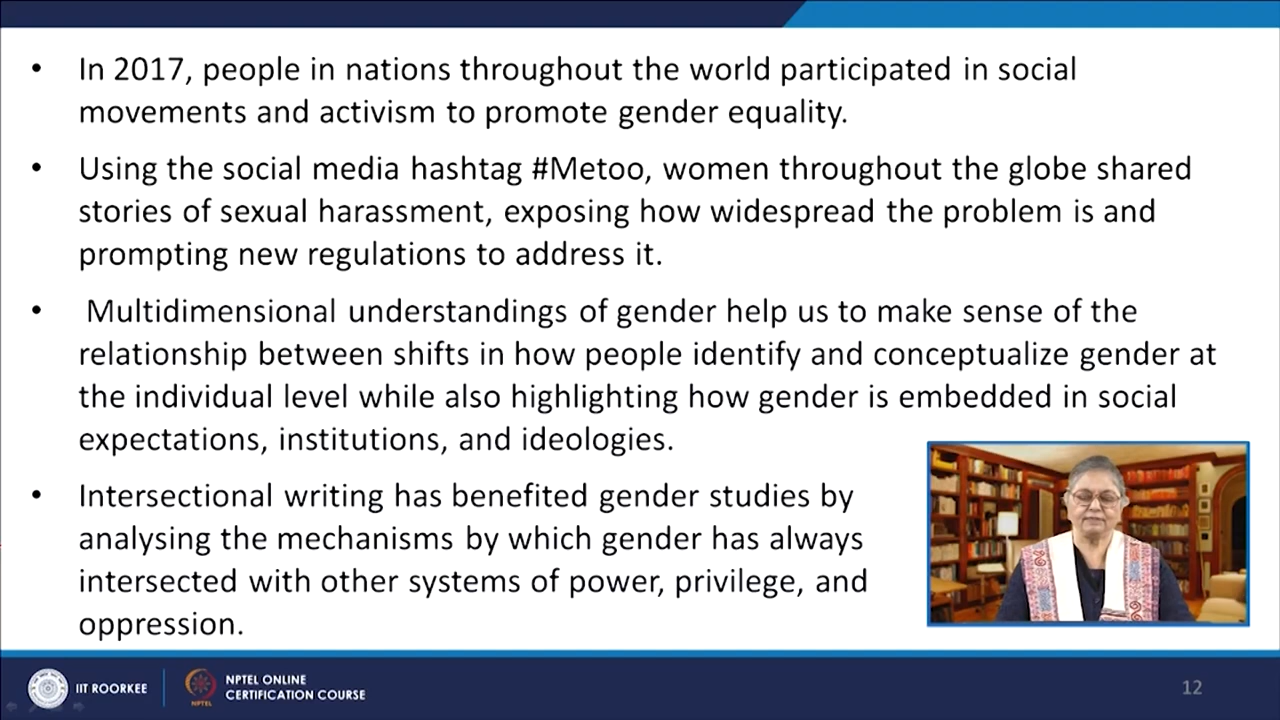 • In 2017, people in nations throughout the world participated in social
movements and activism to promote gender equality.
• Using the social media hashtag #Metoo, women throughout the globe shared
stories of sexual harassment, exposing how widespread the problem is and
prompting new regulations to address it.
• Multidimensional understandings of gender help us to make sense of the
relationship between shifts in how people identify and conceptualize gender at
the individual level while also highlighting how gender is embedded in social
expectations, institutions, and ideologies.
• Intersectional writing has benefited gender studies by
analysing the mechanisms by which gender has always
intersected with other systems of power, privilege, and
oppression.
IIT ROORKEE
NPTEL
NPTEL ONLINE
CERTIFICATION COURSE
12